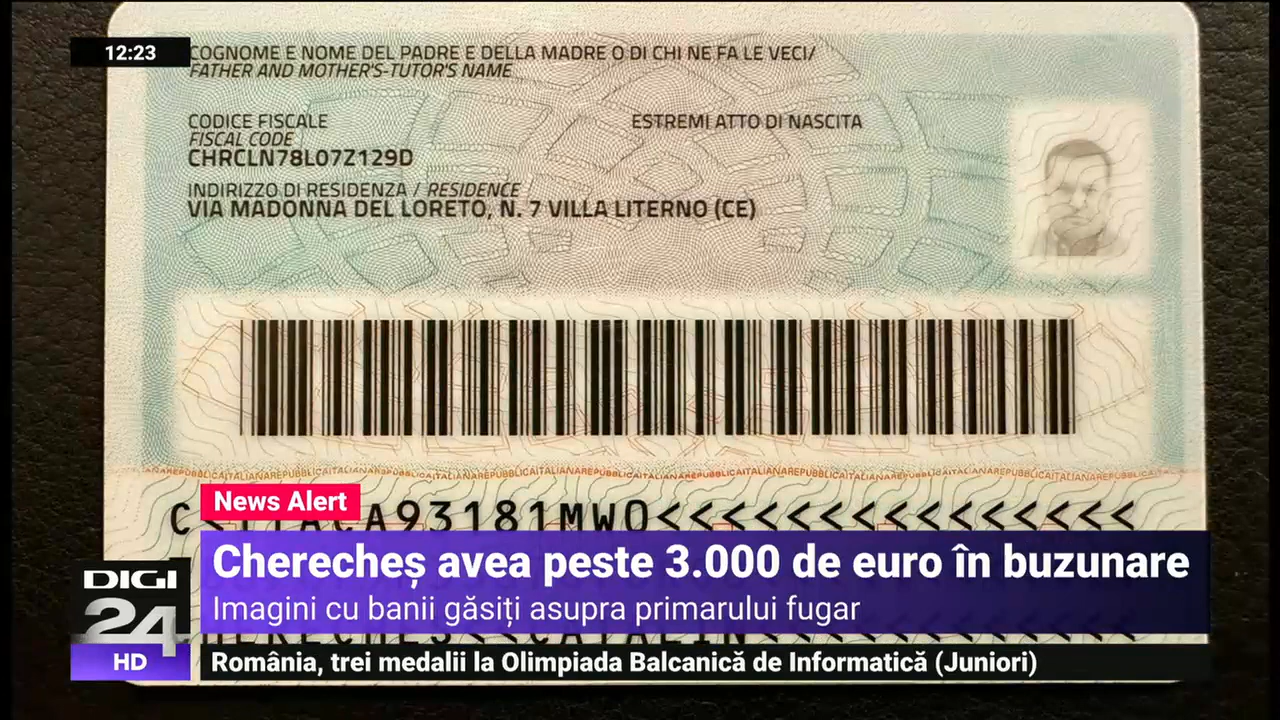 12:23
COGNOME E NOME DEL PADRE E DELLA MADRE O DI CHI NE FA LE VECI/
FATHER AND MOTHER'S-TUTOR'S NAME
CODICE FISCALE
FISCAL CODE
CHRCLN78L07Z129D
ESTREMI ATTO DI NASCITA
INDIRIZZO DI RESIDENZA / RESIDENCE
VIA MADONNA DEL LORETO, N. 7 VILLA LITERNO (CE)
News Alert
Cherecheș avea peste 3.000 de euro în buzunare
Imagini cu banii găsiți asupra primarului fugar
DIGI
24
HD
România, trei medalii la Olimpiada Balcanică de Informatică (Juniori)